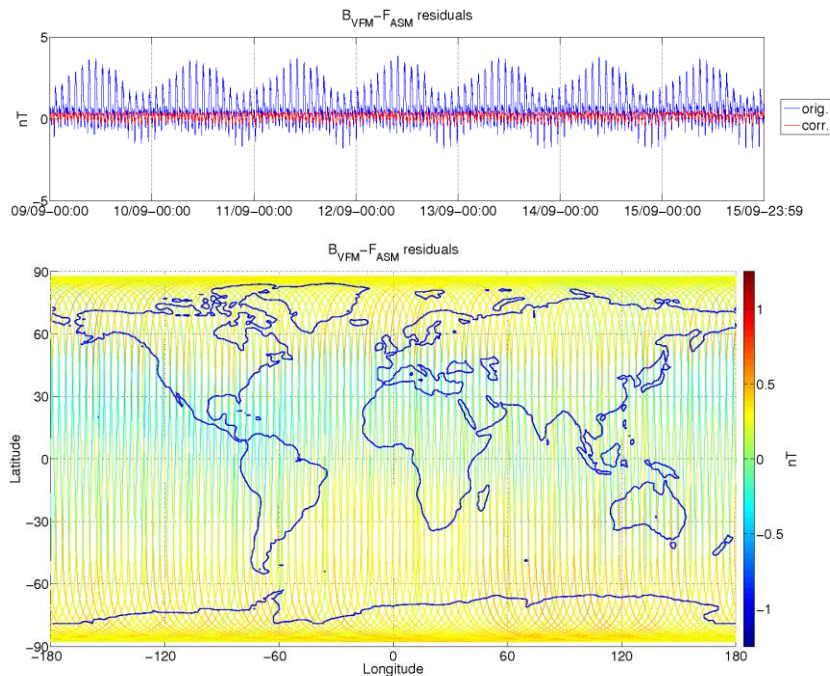 B_VFM−F_ASM residuals
5
0
−5
nT
09/09−00:00 10/09−00:00 11/09−00:00 12/09−00:00 13/09−00:00 14/09−00:00 15/09−00:00 15/09−23:59
orig.
corr.
B_VFM−F_ASM residuals
90
60
30
0
−30
−60
−90
Latitude
−180 −120 −60 0 60 120 180
Longitude
1
0.5
0
−0.5
−1
nT